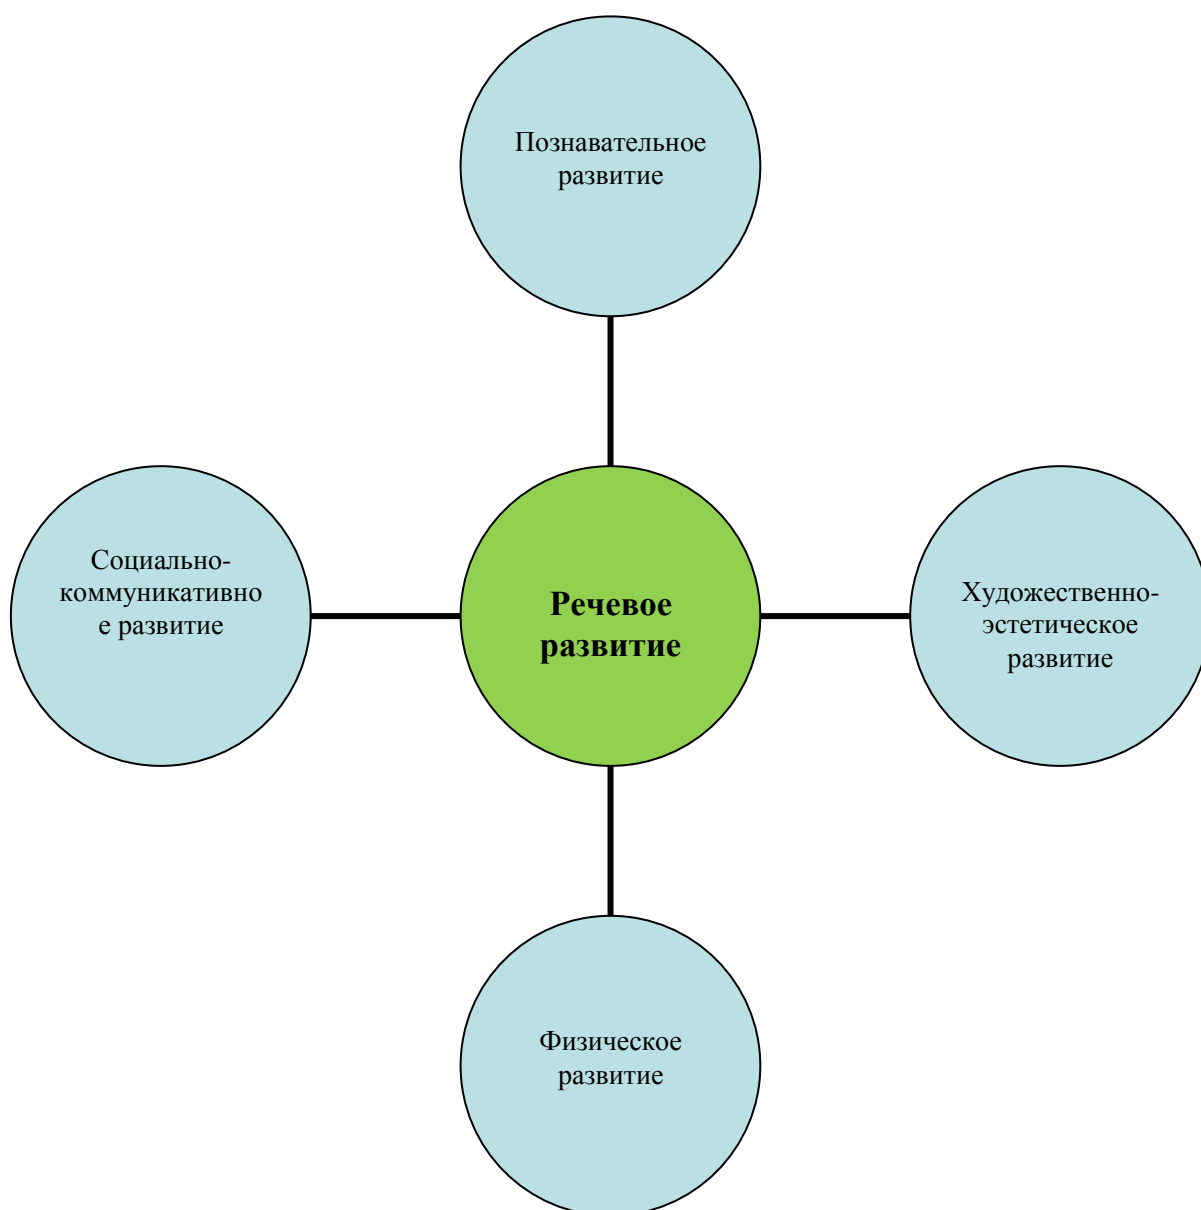 Познавательное
развитие
Социально-
коммуникативно
е развитие
Речевое
развитие
Художественно-
эстетическое
развитие
Физическое
развитие